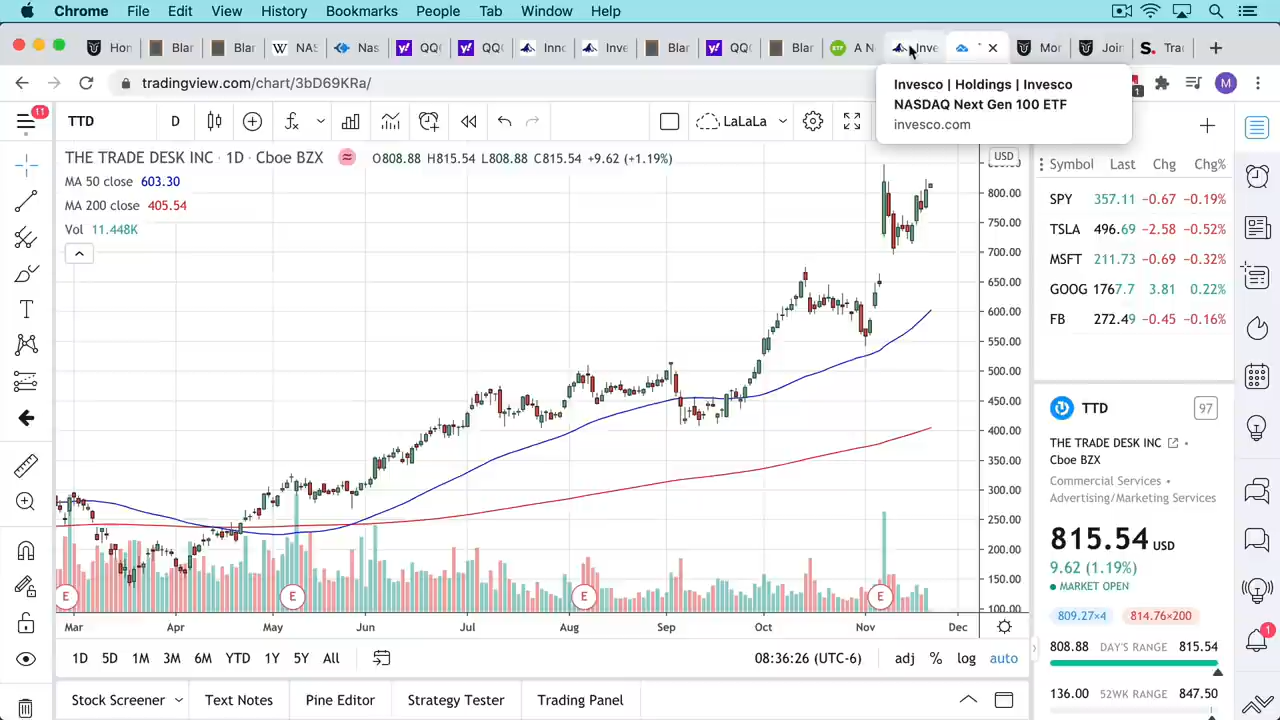 Chrome File Edit View History Bookmarks People Tab Window Help
Hon Blar Blar NAS Nas QQC QQC Inno Inve Blar QQC Blar A No Inve Mor Join Trac
tradingview.com/chart/3bD69KRa/
Invesco | Holdings | Invesco
NASDAQ Next Gen 100 ETF
invesco.com
11
TTD D LaLaLa
THE TRADE DESK INC · 1D · Cboe BZX O808.88 H815.54 L808.88 C815.54 +9.62 (+1.19%)
MA 50 close 603.30
MA 200 close 405.54
Vol 11.448K
USD
800.00
750.00
700.00
650.00
600.00
550.00
500.00
450.00
400.00
350.00
300.00
250.00
200.00
150.00
100.00
E E E E
Mar Apr May Jun Jul Aug Sep Oct Nov Dec
1D 5D 1M 3M 6M YTD 1Y 5Y All 08:36:26 (UTC-6) adj % log auto
Stock Screener Text Notes Pine Editor Strategy Tester Trading Panel
Symbol Last Chg Chg%
SPY 357.11 −0.67 −0.19%
TSLA 496.69 −2.58 −0.52%
MSFT 211.73 −0.69 −0.32%
GOOG 1767.7 3.81 0.22%
FB 272.49 −0.45 −0.16%
TTD 97
THE TRADE DESK INC •
Cboe BZX
Commercial Services •
Advertising/Marketing Services
815.54 USD
9.62 (1.19%)
MARKET OPEN
809.27×4 814.76×200
808.88 DAY'S RANGE 815.54
136.00 52WK RANGE 847.50
M
1
1